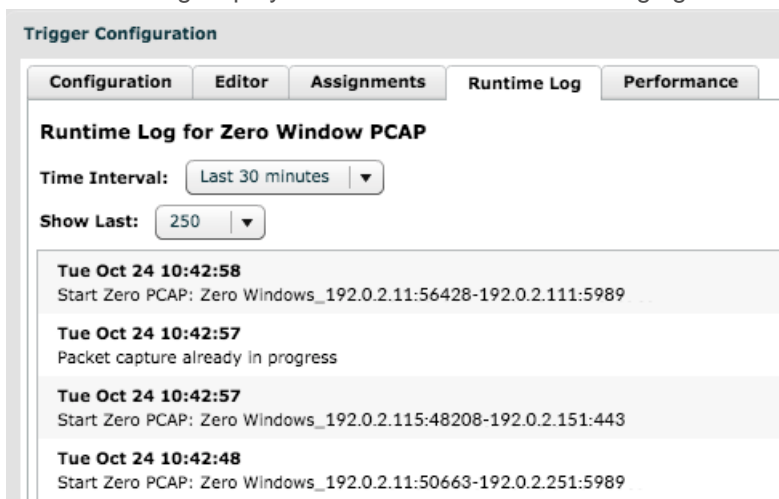 Trigger Configuration
Configuration Editor Assignments Runtime Log Performance
Runtime Log for Zero Window PCAP
Time Interval: Last 30 minutes
Show Last: 250
Tue Oct 24 10:42:58
Start Zero PCAP: Zero Windows_192.0.2.11:56428-192.0.2.111:5989
Tue Oct 24 10:42:57
Packet capture already in progress
Tue Oct 24 10:42:57
Start Zero PCAP: Zero Windows_192.0.2.115:48208-192.0.2.151:443
Tue Oct 24 10:42:48
Start Zero PCAP: Zero Windows_192.0.2.11:50663-192.0.2.251:5989